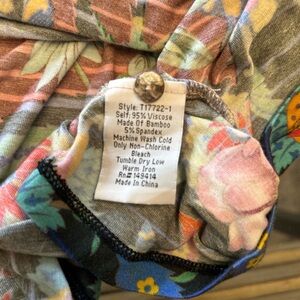 Style: T17722-1
Self: 95% Viscose
Made Of Bamboo
5% Spandex
Machine Wash Cold
Only Non-Chlorine
Bleach
Tumble Dry Low
Warm Iron
Rn# 149414
Made In China